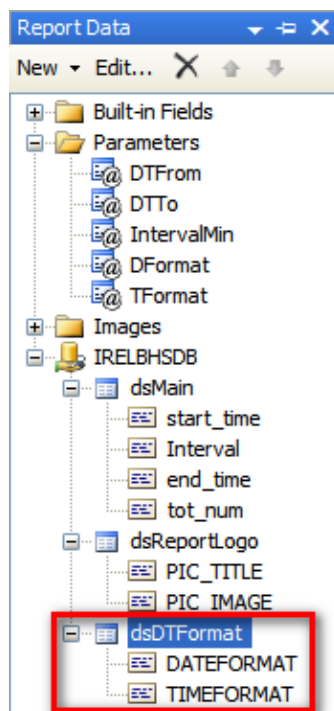 Report Data
New Edit...
Built-in Fields
Parameters
DTFrom
DTTo
IntervalMin
DFormat
TFormat
Images
IRELBHSDB
dsMain
start_time
Interval
end_time
tot_num
dsReportLogo
PIC_TITLE
PIC_IMAGE
dsDTFormat
DATEFORMAT
TIMEFORMAT